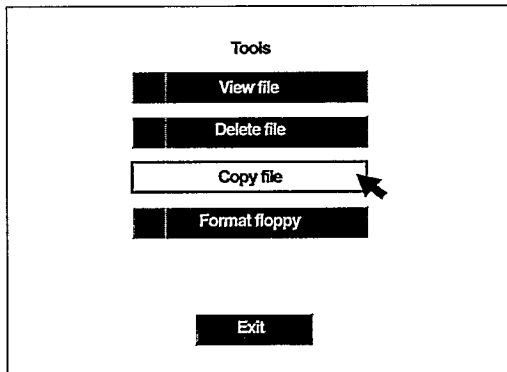 Tools
View file
Delete file
Copy file
Format floppy
Exit